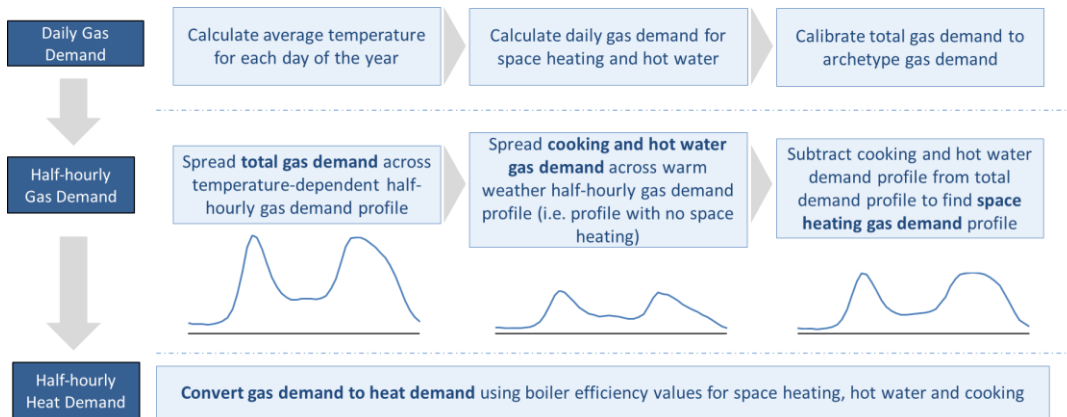 Daily Gas
Demand
Calculate average temperature
for each day of the year
Calculate daily gas demand for
space heating and hot water
Calibrate total gas demand to
archetype gas demand
Half-hourly
Gas Demand
Spread total gas demand across
temperature-dependent half-
hourly gas demand profile
Spread cooking and hot water
gas demand across warm
weather half-hourly gas demand
profile (i.e. profile with no space
heating)
Subtract cooking and hot water
demand profile from total
demand profile to find space
heating gas demand profile
Half-hourly
Heat Demand
Convert gas demand to heat demand using boiler efficiency values for space heating, hot water and cooking